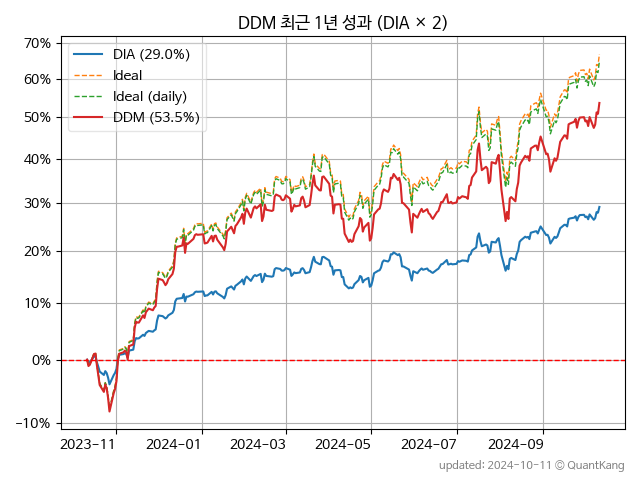 DDM 최근 1년 성과 (DIA × 2)
70%
60%
50%
40%
30%
20%
10%
0%
−10%
DIA (29.0%)
Ideal
Ideal (daily)
DDM (53.5%)
2023−11
2024−01
2024−03
2024−05
2024−07
2024−09
updated: 2024-10-11 © QuantKang